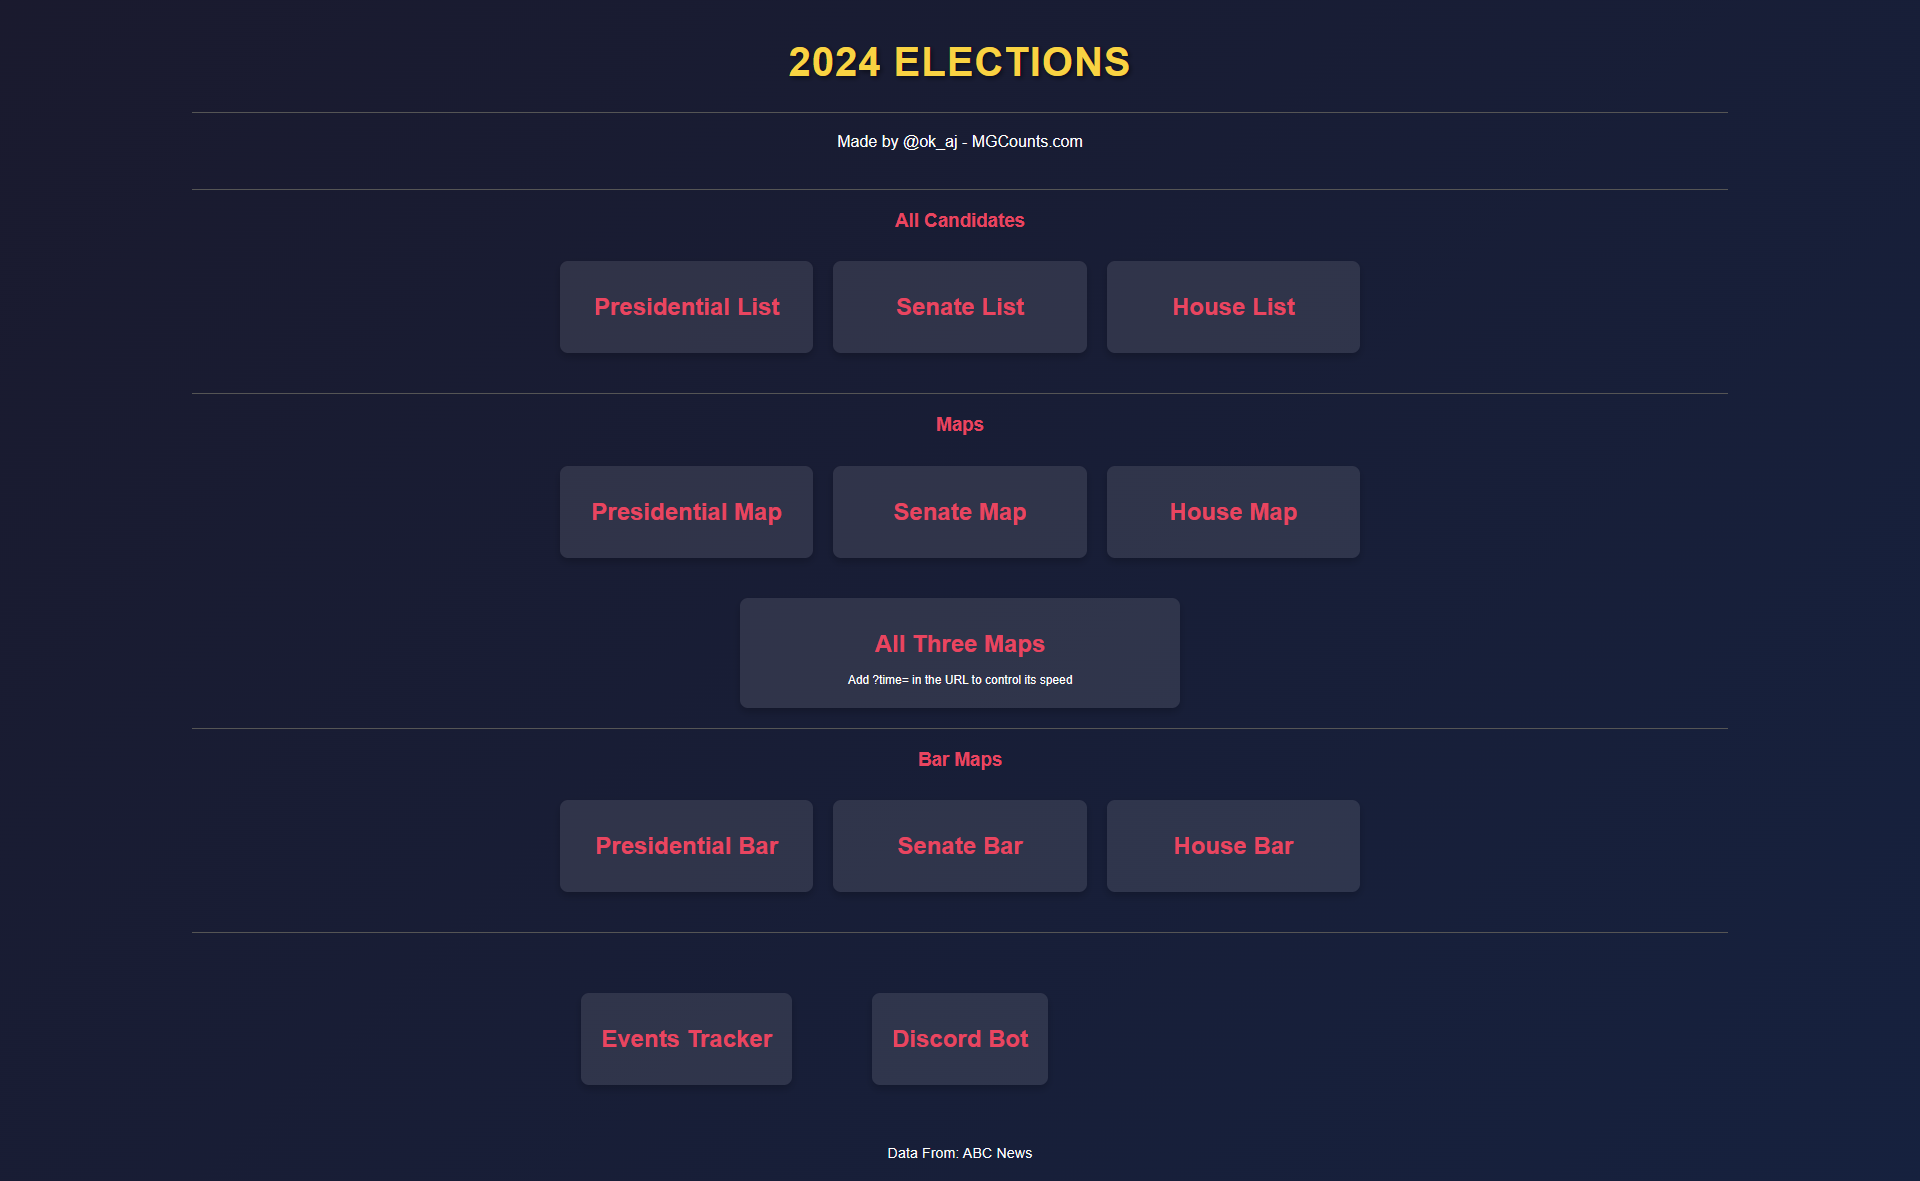 2024 ELECTIONS
Made by @ok_aj - MGCounts.com
All Candidates
Presidential List
Senate List
House List
Maps
Presidential Map
Senate Map
House Map
All Three Maps
Add ?time= in the URL to control its speed
Bar Maps
Presidential Bar
Senate Bar
House Bar
Events Tracker
Discord Bot
Data From: ABC News